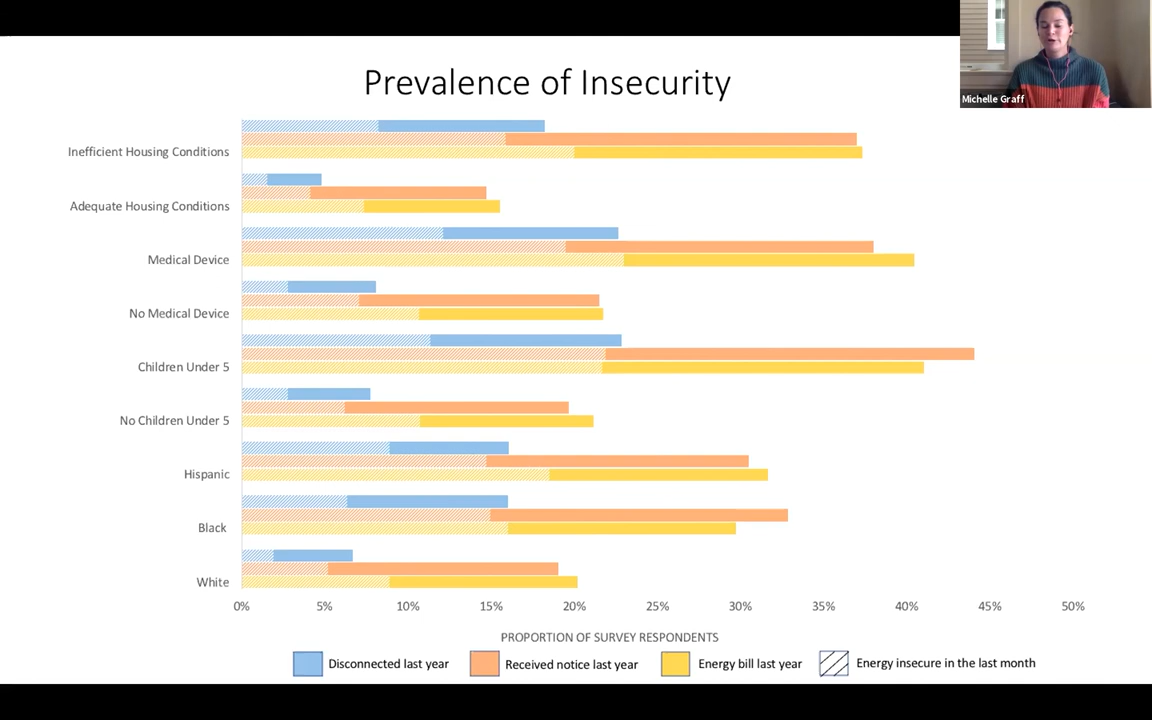 Prevalence of Insecurity
Michelle Graff
Inefficient Housing Conditions
Adequate Housing Conditions
Medical Device
No Medical Device
Children Under 5
No Children Under 5
Hispanic
Black
White
0% 5% 10% 15% 20% 25% 30% 35% 40% 45% 50%
PROPORTION OF SURVEY RESPONDENTS
Disconnected last year Received notice last year Energy bill last year Energy insecure in the last month